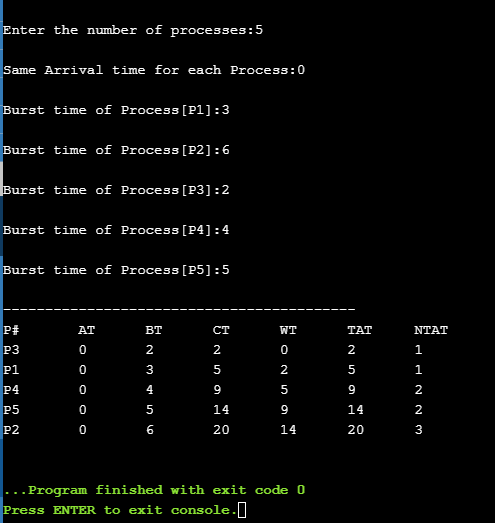 Enter the number of processes:5
Same Arrival time for each Process:0
Burst time of Process[P1]:3
Burst time of Process[P2]:6
Burst time of Process[P3]:2
Burst time of Process[P4]:4
Burst time of Process[P5]:5
------------------------------------------
P# AT BT CT WT TAT NTAT
P3 0 2 2 0 2 1
P1 0 3 5 2 5 1
P4 0 4 9 5 9 2
P5 0 5 14 9 14 2
P2 0 6 20 14 20 3
...Program finished with exit code 0
Press ENTER to exit console.